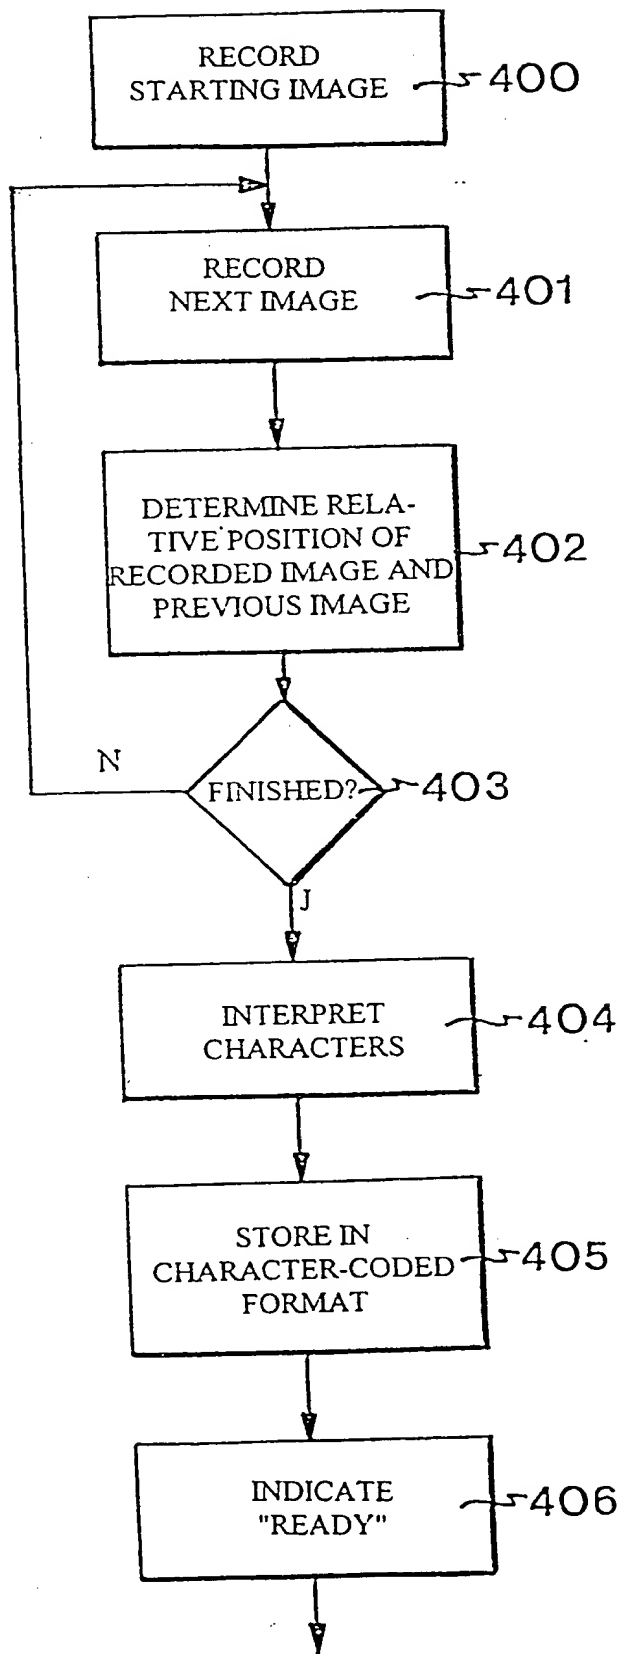 RECORD
STARTING IMAGE
400
RECORD
NEXT IMAGE
401
DETERMINE RELA-
TIVE POSITION OF
RECORDED IMAGE AND
PREVIOUS IMAGE
402
N
FINISHED?
403
J
INTERPRET
CHARACTERS
404
STORE IN
CHARACTER-CODED
FORMAT
405
INDICATE
"READY"
406